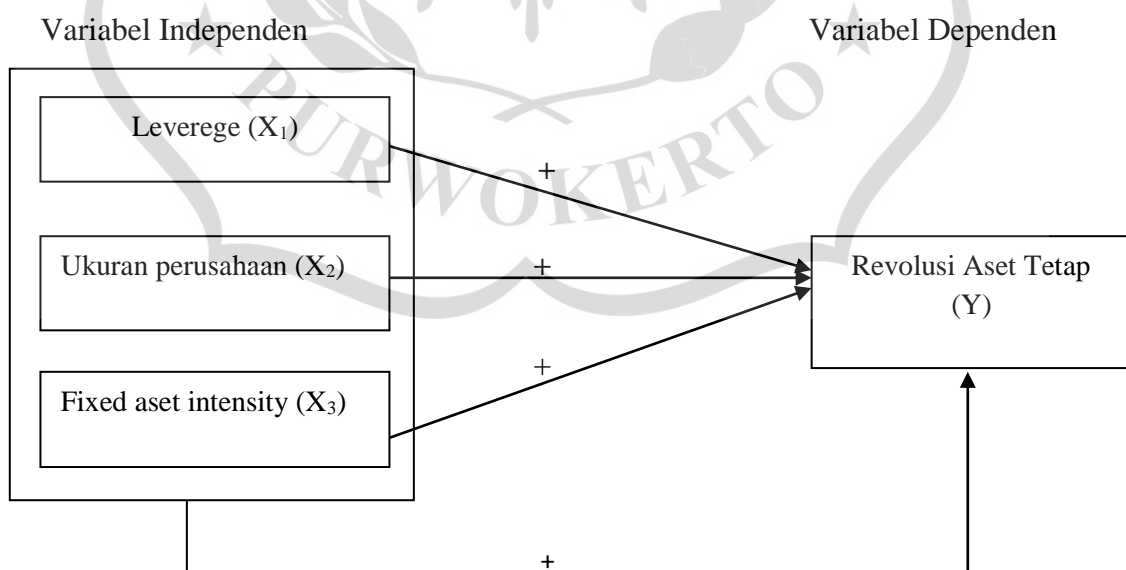 Variabel Independen
Variabel Dependen
Leverege (X₁)
+
Ukuran perusahaan (X₂)
+
Revolusi Aset Tetap
(Y)
+
Fixed aset intensity (X₃)
+
PURWOKERTO